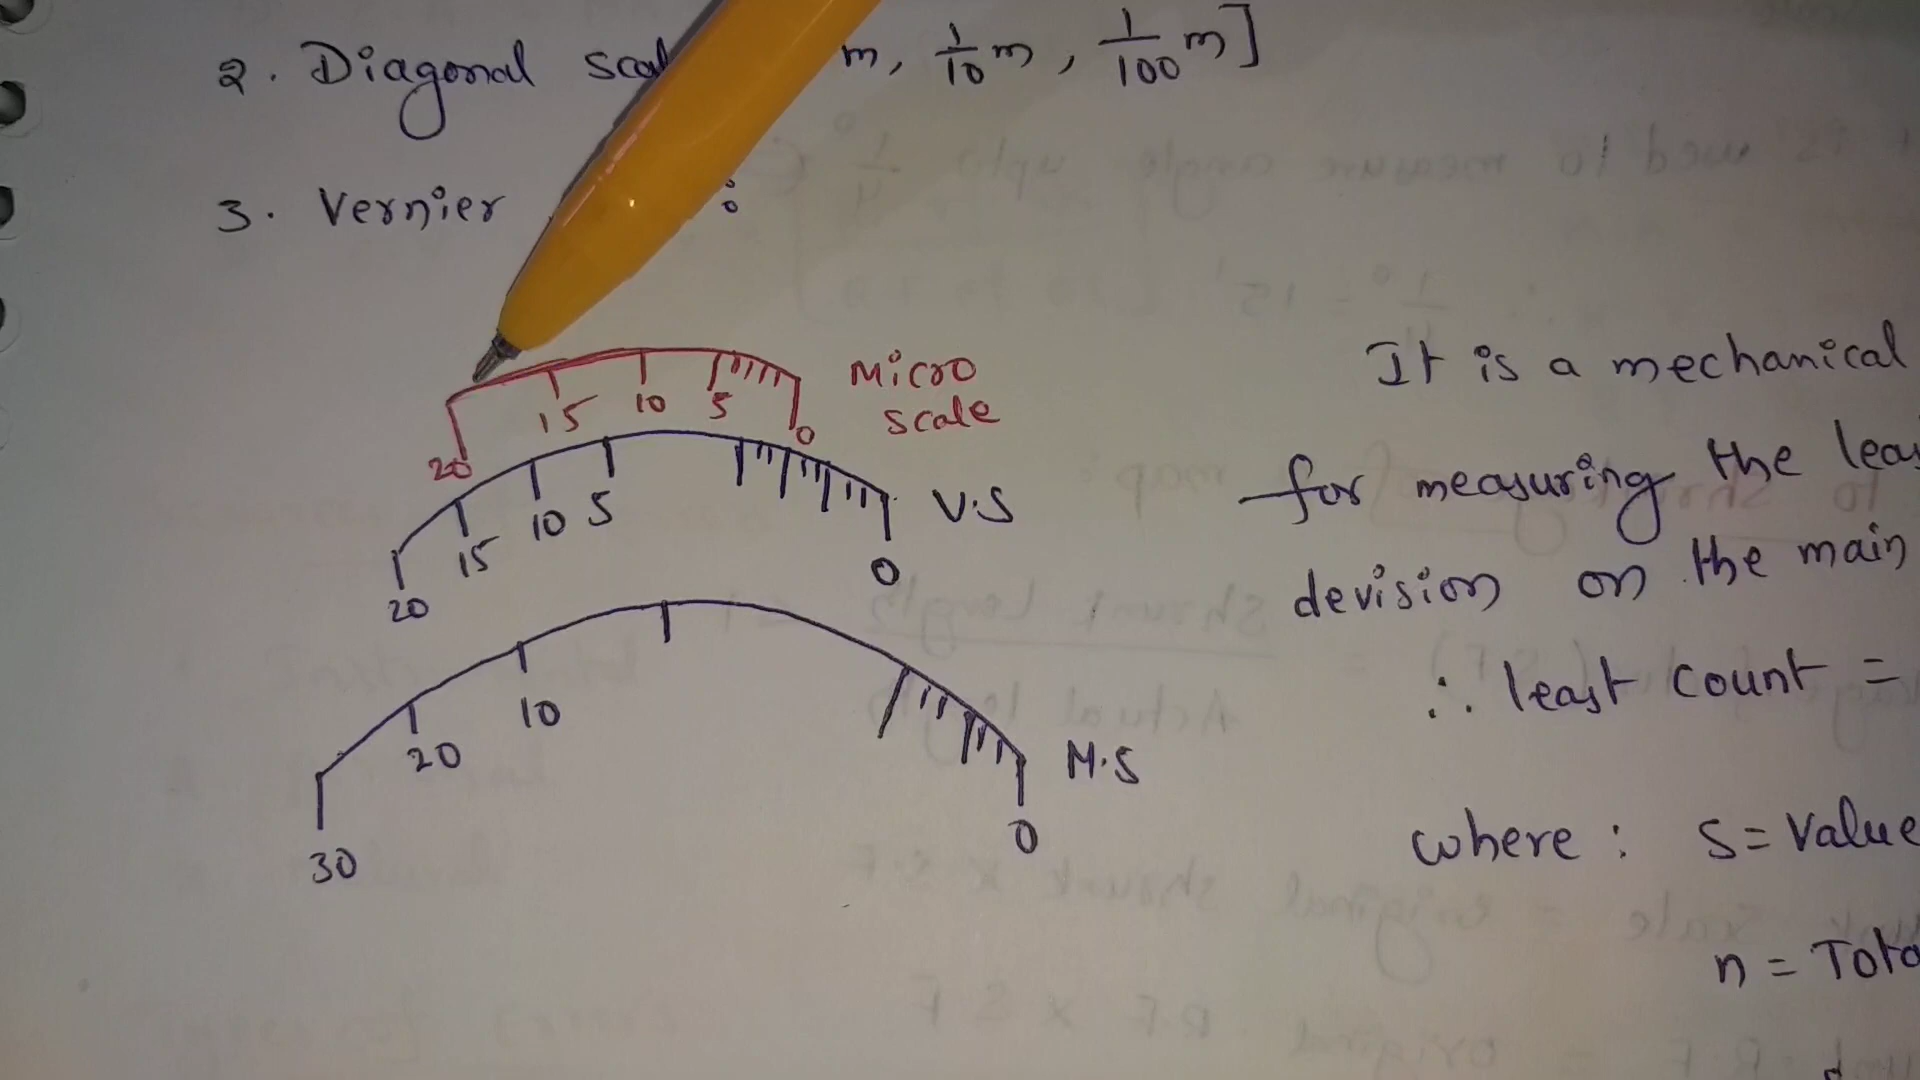 2. Diagonal scal m, 1/10 m, 1/100 m]
3. Vernier :
Micro
scale
20 15 10 5 0
V.S
20 15 10 5 0
M.S
30 20 10 0
It is a mechanical
for measuring the leas
devision on the main
∴ least count =
where : S = Value
n = Tota